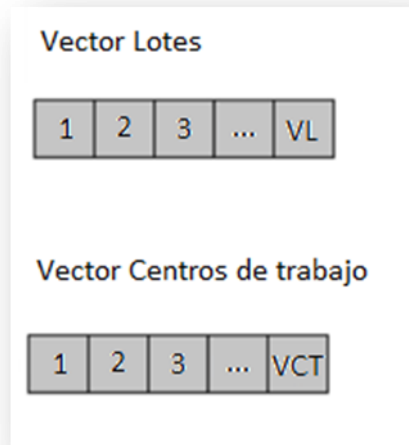 Vector Lotes
1 2 3 ... VL
Vector Centros de trabajo
1 2 3 ... VCT